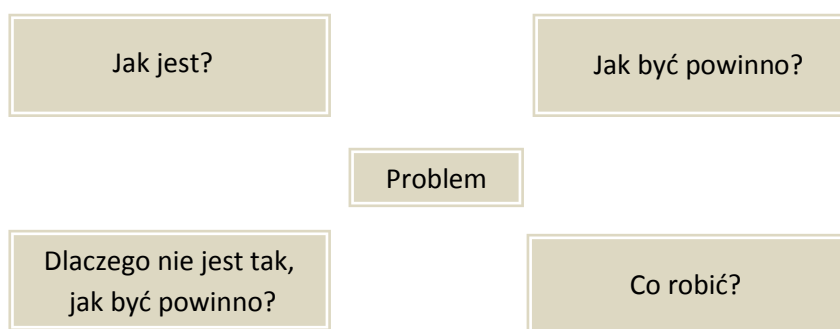 Jak jest?
Jak być powinno?
Problem
Dlaczego nie jest tak,
jak być powinno?
Co robić?